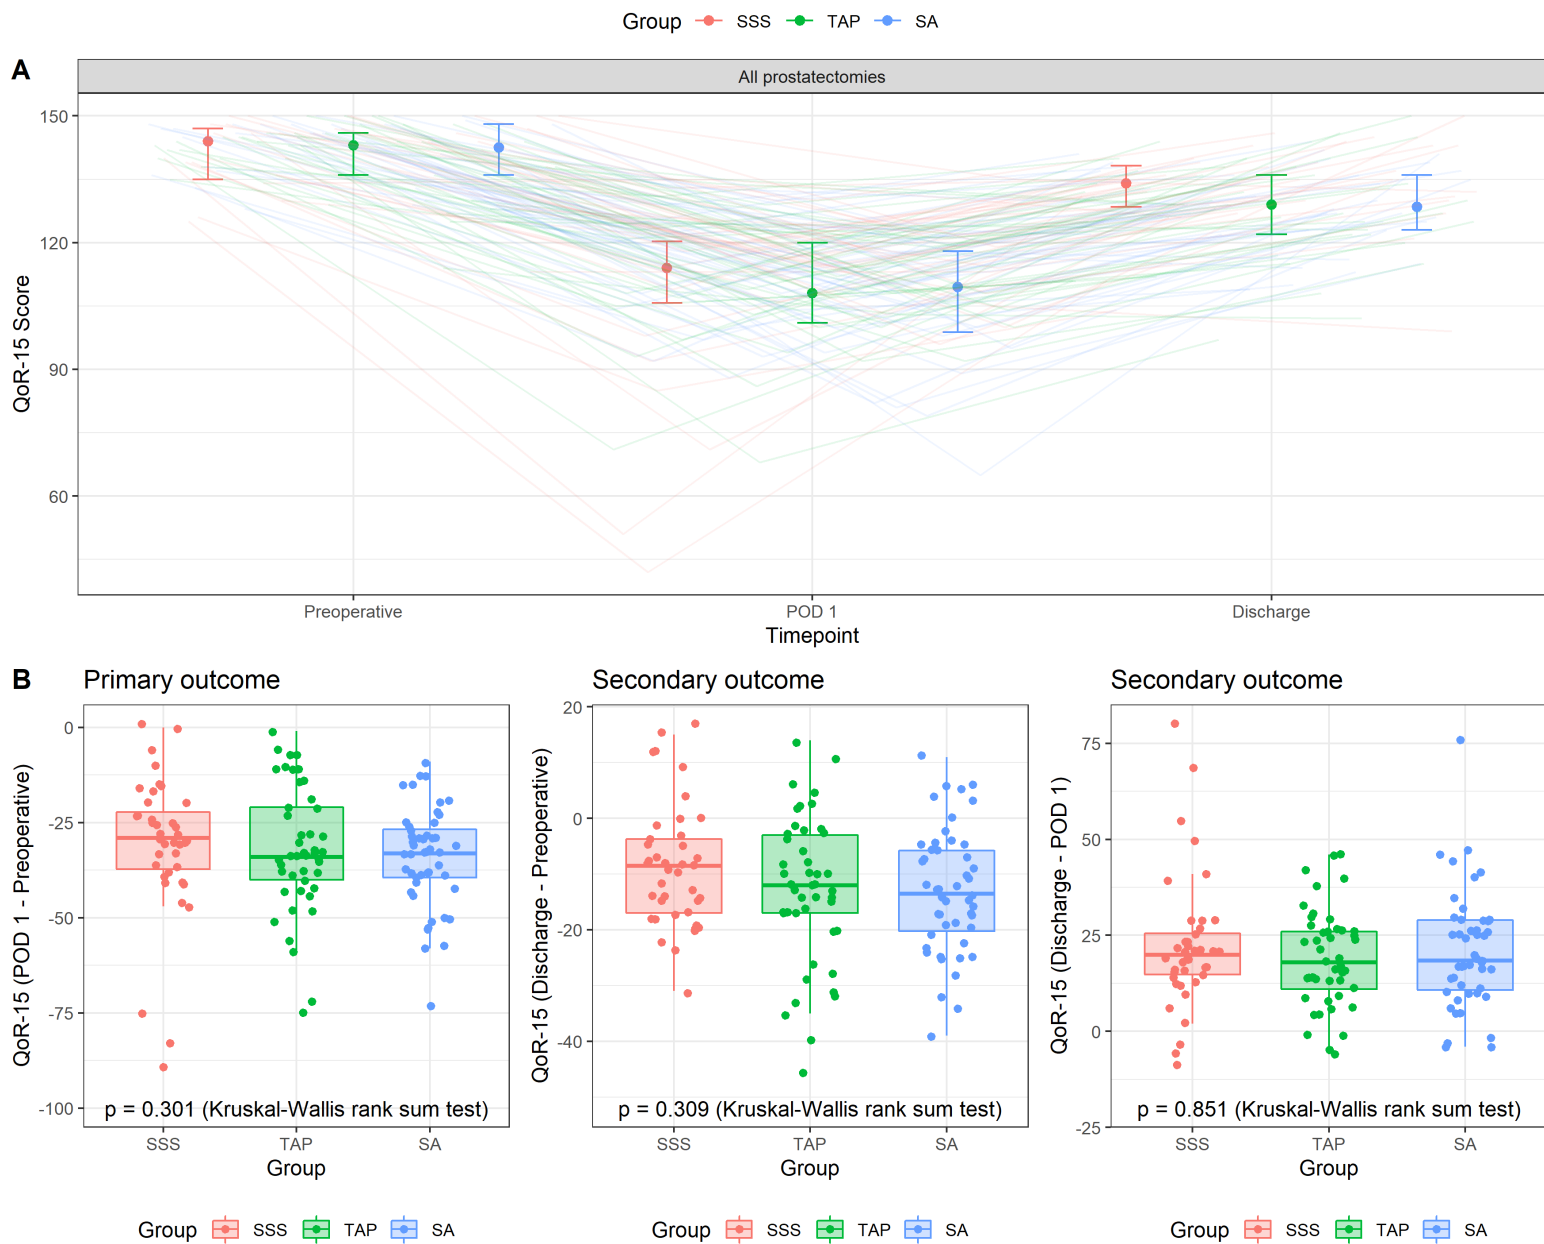 Group SSS TAP SA
A
All prostatectomies
150
120
90
60
QoR-15 Score
Preoperative POD 1 Discharge
Timepoint
B
Primary outcome
0
-25
-50
-75
-100
QoR-15 (POD 1 - Preoperative)
p = 0.301 (Kruskal-Wallis rank sum test)
SSS TAP SA
Group
Group SSS TAP SA
Secondary outcome
20
0
-20
-40
QoR-15 (Discharge - Preoperative)
p = 0.309 (Kruskal-Wallis rank sum test)
SSS TAP SA
Group
Group SSS TAP SA
Secondary outcome
75
50
25
0
-25
QoR-15 (Discharge - POD 1)
p = 0.851 (Kruskal-Wallis rank sum test)
SSS TAP SA
Group
Group SSS TAP SA